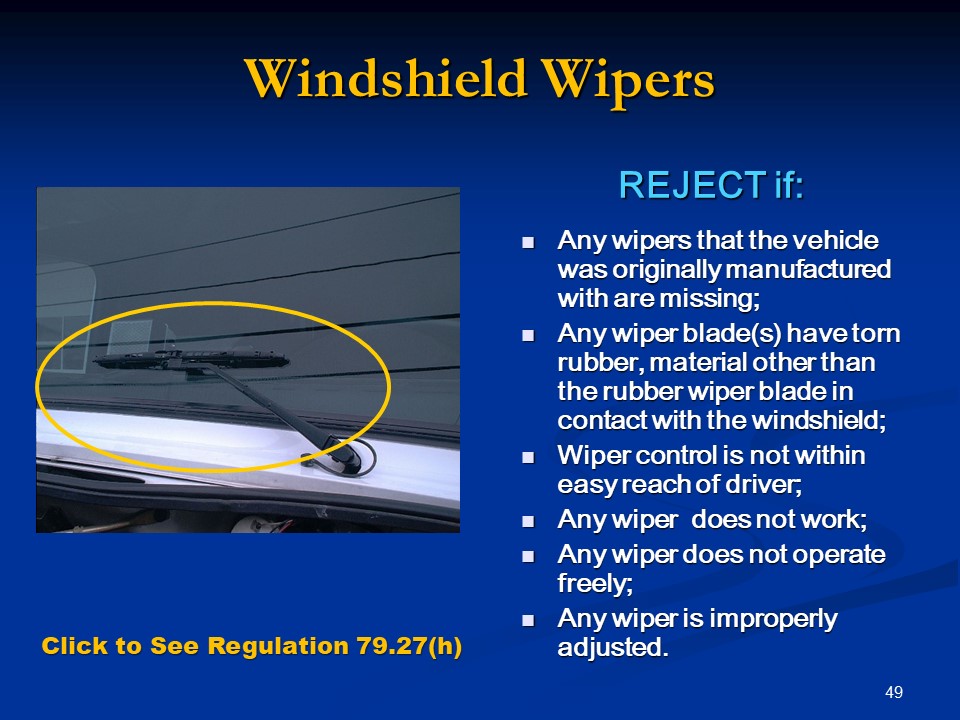 Windshield Wipers
REJECT if:
Any wipers that the vehicle
was originally manufactured
with are missing;
Any wiper blade(s) have torn
rubber, material other than
the rubber wiper blade in
contact with the windshield;
Wiper control is not within
easy reach of driver;
Any wiper  does not work;
Any wiper does not operate
freely;
Any wiper is improperly
adjusted.
Click to See Regulation 79.27(h)
49